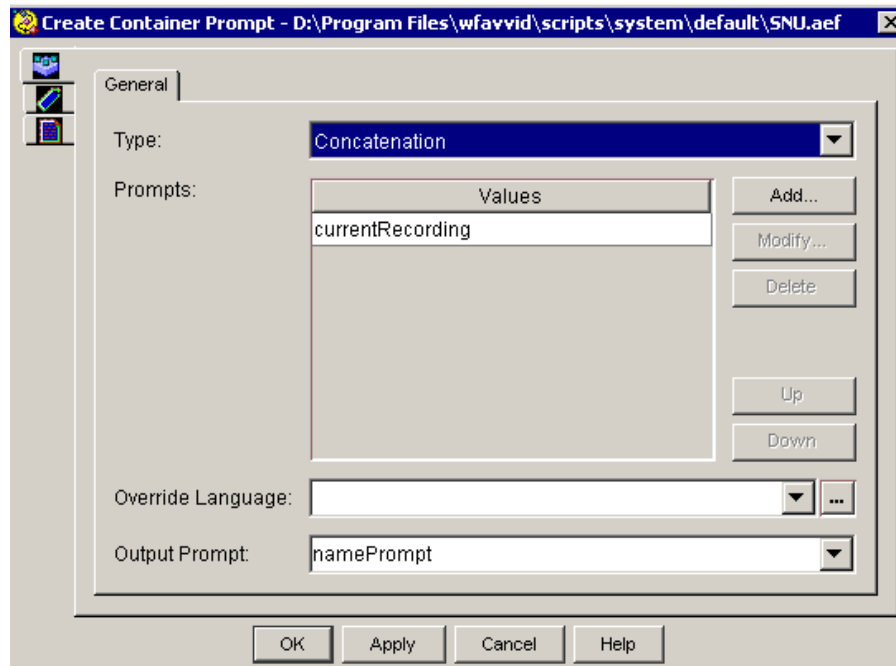 Create Container Prompt - D:\Program Files\wfavvid\scripts\system\default\SNU.aef
General
Type:
Concatenation
Prompts:
Values
Add...
currentRecording
Modify...
Delete
Up
Down
Override Language:
...
Output Prompt:
namePrompt
OK
Apply
Cancel
Help